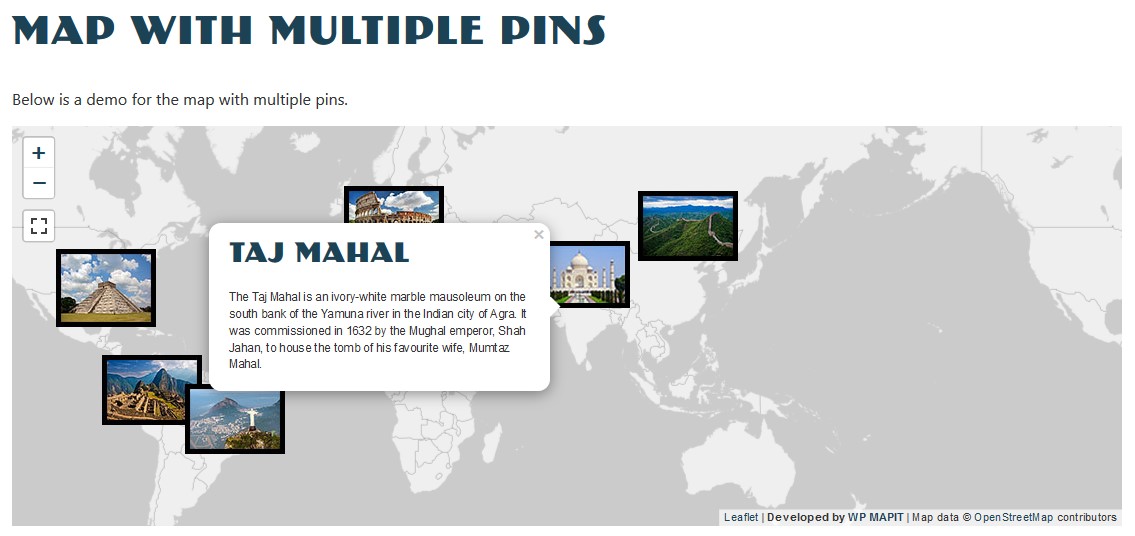 MAP WITH MULTIPLE PINS
Below is a demo for the map with multiple pins.
+
−
×
TAJ MAHAL
The Taj Mahal is an ivory-white marble mausoleum on the
south bank of the Yamuna river in the Indian city of Agra. It
was commissioned in 1632 by the Mughal emperor, Shah
Jahan, to house the tomb of his favourite wife, Mumtaz
Mahal.
Leaflet | Developed by WP MAPIT | Map data © OpenStreetMap contributors